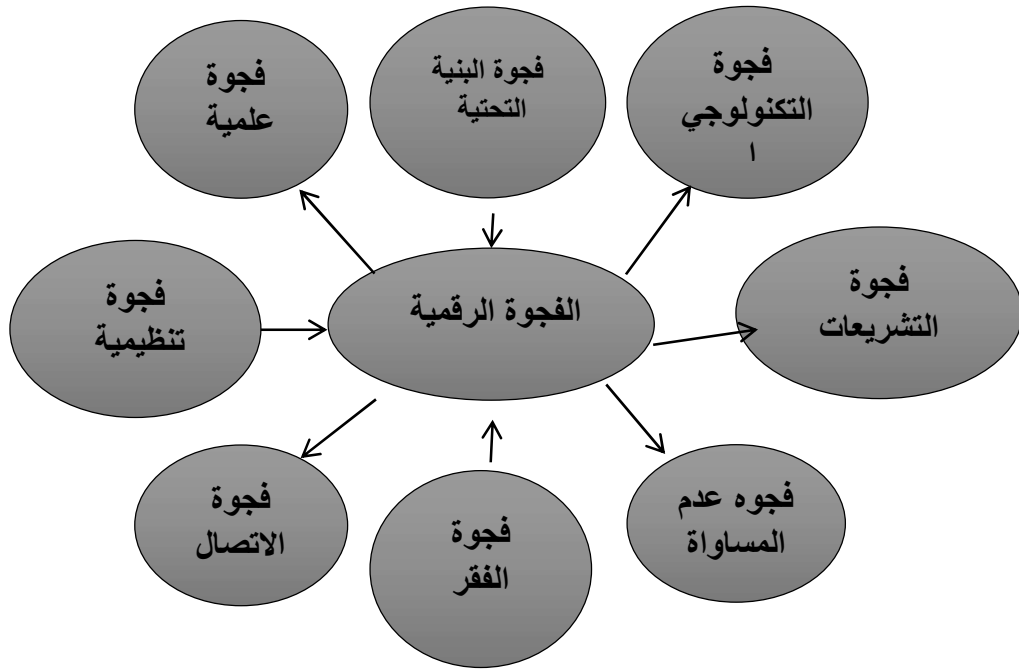 فجوة
التكنولوجي
ا
فجوة البنية
التحتية
فجوة
علمية
فجوة
التشريعات
الفجوة الرقمية
فجوة
تنظيمية
فجوه عدم
المساواة
فجوة
الفقر
فجوة
الاتصال